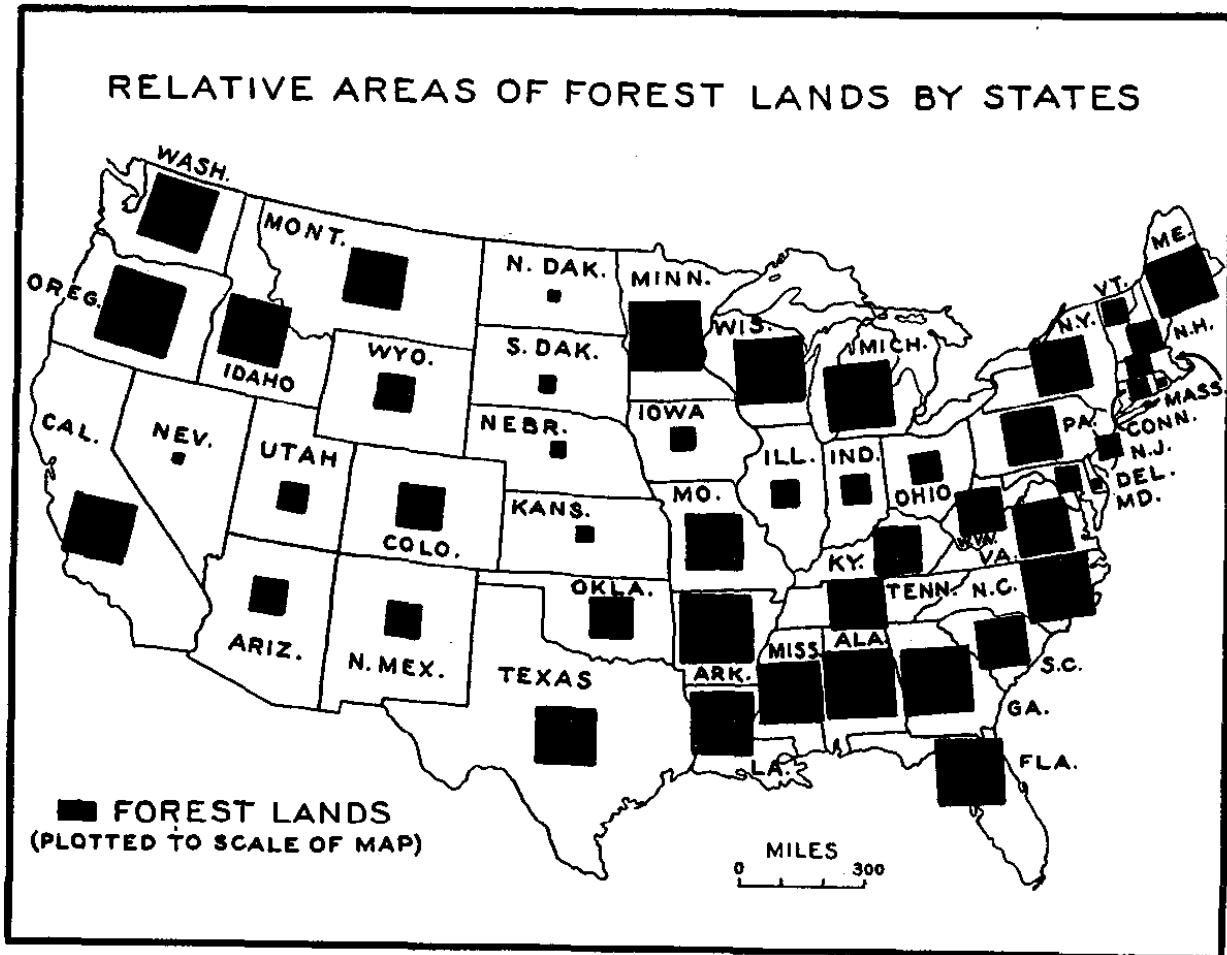 RELATIVE AREAS OF FOREST LANDS BY STATES
WASH.
MONT.
N. DAK.
MINN.
ME.
VT.
OREG.
WIS.
N.Y.
N.H.
IDAHO
WYO.
S. DAK.
MICH.
MASS.
CAL.
NEV.
UTAH
NEBR.
IOWA
ILL.
IND.
OHIO
PA.
CONN.
N.J.
DEL.
MD.
COLO.
KANS.
MO.
KY.
W.VA.
VA.
ARIZ.
N. MEX.
OKLA.
TENN.
N.C.
TEXAS
ARK.
MISS.
ALA.
S.C.
GA.
LA.
FLA.
FOREST LANDS
(PLOTTED TO SCALE OF MAP)
MILES
0 300